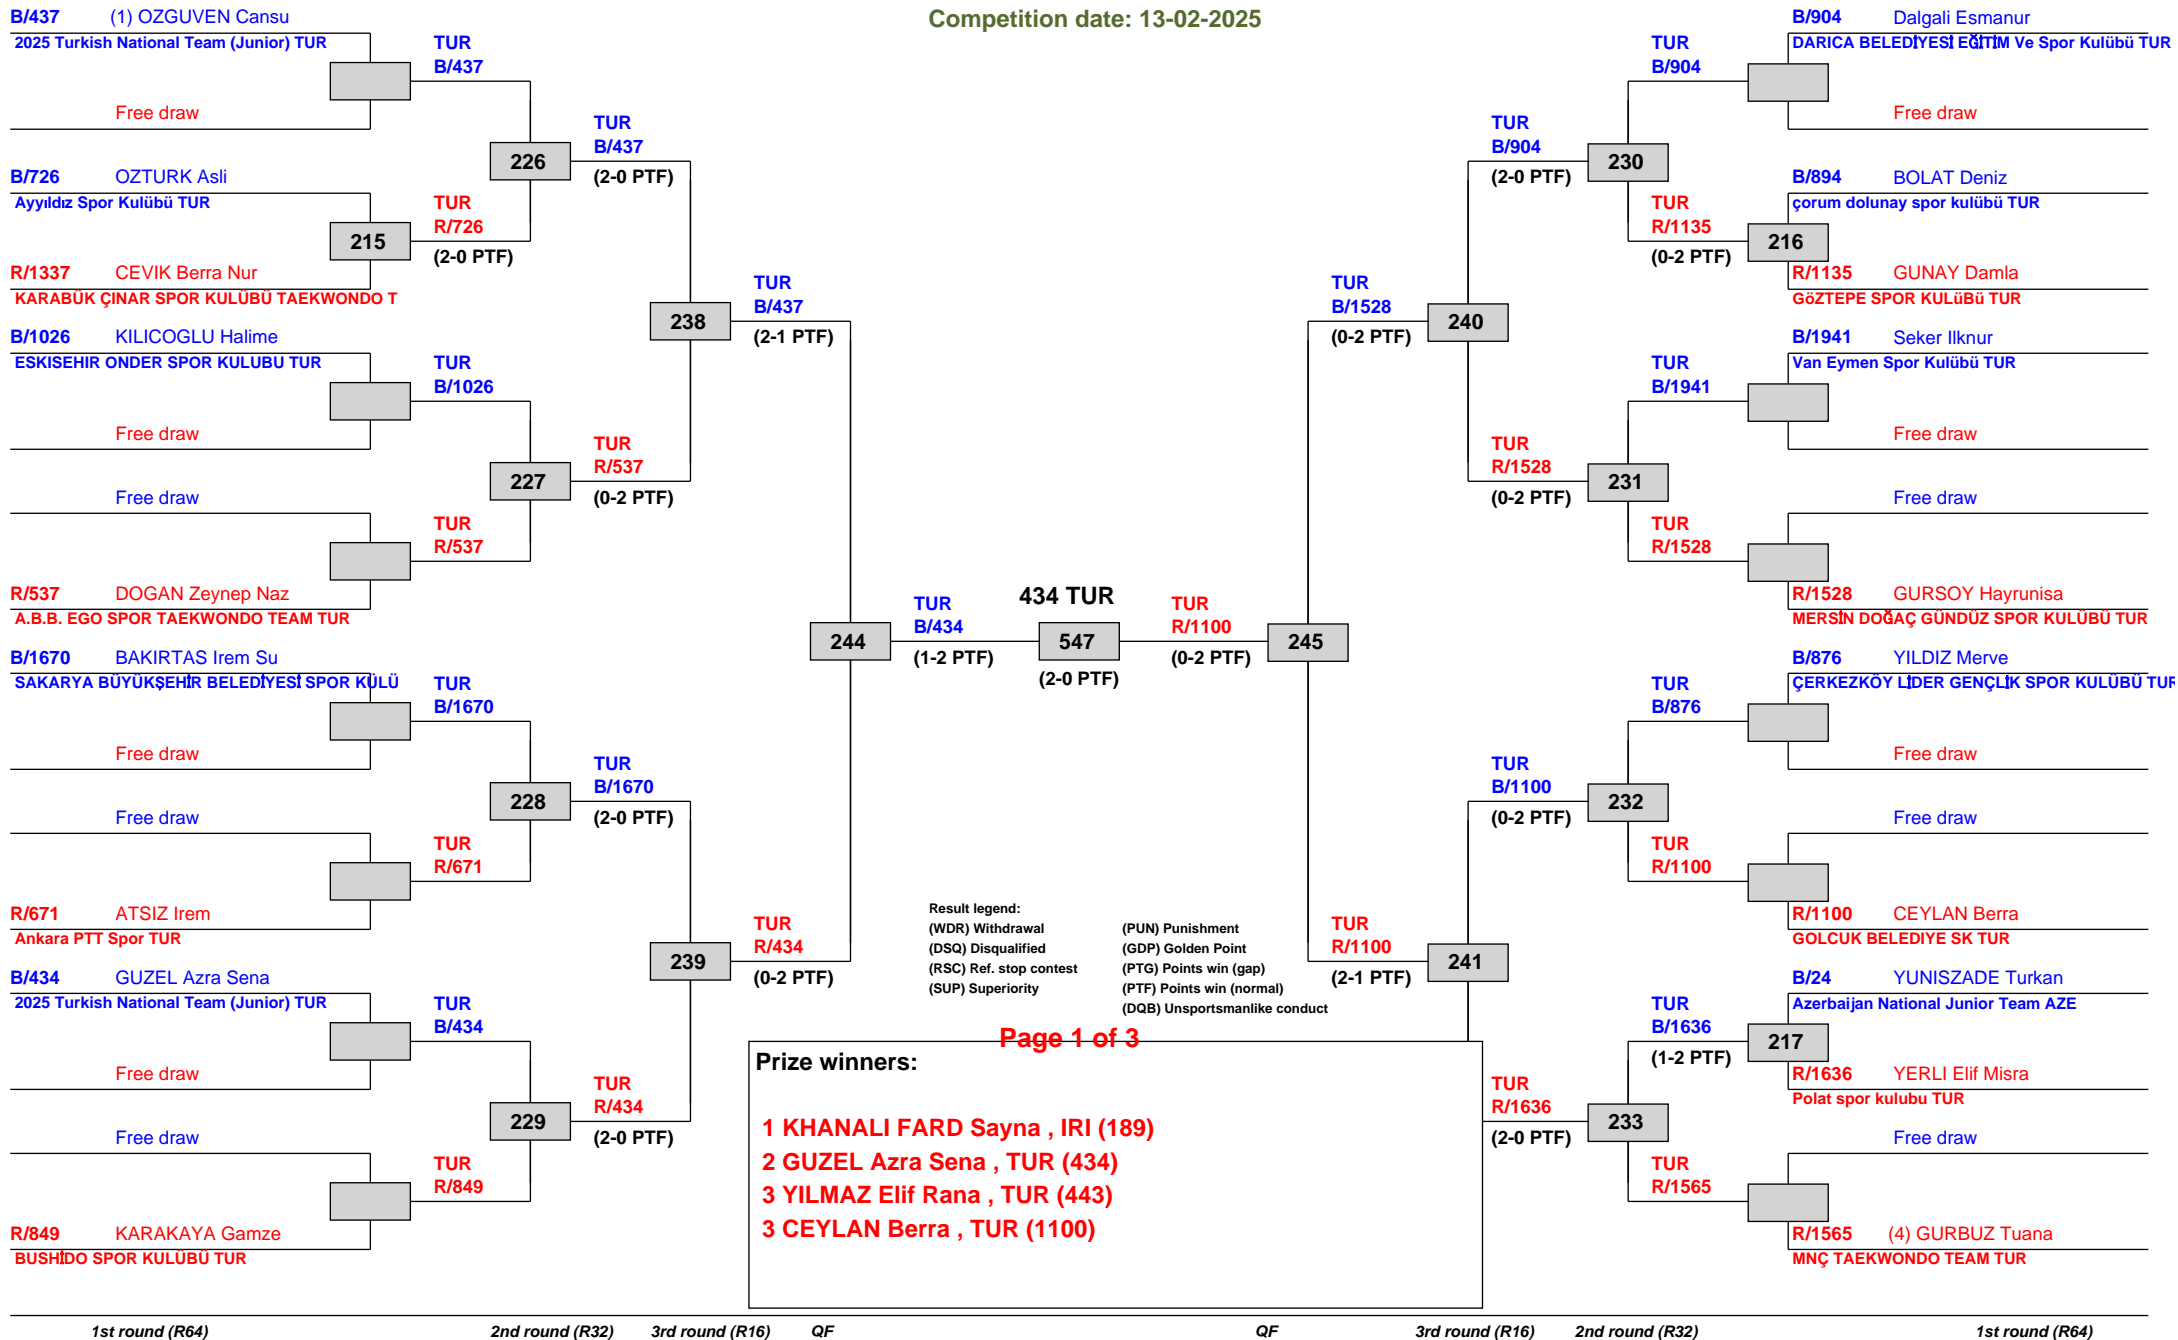 Competition date: 13-02-2025
B/437 (1) OZGUVEN Cansu
2025 Turkish National Team (Junior) TUR
Free draw
TUR
B/437
B/726 OZTURK Asli
Ayyıldız Spor Kulübü TUR
215
R/1337 CEVIK Berra Nur
KARABÜK ÇINAR SPOR KULÜBÜ TAEKWONDO T
TUR
R/726
(2-0 PTF)
226
TUR
B/437
(2-0 PTF)
B/1026 KILICOGLU Halime
ESKISEHIR ONDER SPOR KULUBU TUR
Free draw
TUR
B/1026
Free draw
R/537 DOGAN Zeynep Naz
A.B.B. EGO SPOR TAEKWONDO TEAM TUR
TUR
R/537
227
TUR
R/537
(0-2 PTF)
238
TUR
B/437
(2-1 PTF)
B/1670 BAKIRTAS Irem Su
SAKARYA BÜYÜKŞEHİR BELEDİYESİ SPOR KULÜ
Free draw
TUR
B/1670
Free draw
R/671 ATSIZ Irem
Ankara PTT Spor TUR
TUR
R/671
228
TUR
B/1670
(2-0 PTF)
B/434 GUZEL Azra Sena
2025 Turkish National Team (Junior) TUR
Free draw
TUR
B/434
Free draw
R/849 KARAKAYA Gamze
BUSHİDO SPOR KULÜBÜ TUR
TUR
R/849
229
TUR
R/434
(2-0 PTF)
239
TUR
R/434
(0-2 PTF)
244
TUR
B/434
(1-2 PTF)
434 TUR
547
(2-0 PTF)
TUR
R/1100
(0-2 PTF)
245
B/904 Dalgali Esmanur
DARICA BELEDİYESİ EĞİTİM Ve Spor Kulübü TUR
Free draw
TUR
B/904
B/894 BOLAT Deniz
çorum dolunay spor kulübü TUR
216
R/1135 GUNAY Damla
GöZTEPE SPOR KULüBü TUR
TUR
R/1135
(0-2 PTF)
230
TUR
B/904
(2-0 PTF)
B/1941 Seker Ilknur
Van Eymen Spor Kulübü TUR
Free draw
TUR
B/1941
Free draw
R/1528 GURSOY Hayrunisa
MERSİN DOĞAÇ GÜNDÜZ SPOR KULÜBÜ TUR
TUR
R/1528
231
TUR
R/1528
(0-2 PTF)
240
TUR
B/1528
(0-2 PTF)
B/876 YILDIZ Merve
ÇERKEZKÖY LİDER GENÇLİK SPOR KULÜBÜ TUR
Free draw
TUR
B/876
Free draw
R/1100 CEYLAN Berra
GOLCUK BELEDIYE SK TUR
TUR
R/1100
232
TUR
B/1100
(0-2 PTF)
B/24 YUNISZADE Turkan
Azerbaijan National Junior Team AZE
217
R/1636 YERLI Elif Misra
Polat spor kulubu TUR
TUR
B/1636
(1-2 PTF)
Free draw
R/1565 (4) GURBUZ Tuana
MNÇ TAEKWONDO TEAM TUR
TUR
R/1565
233
TUR
R/1636
(2-0 PTF)
241
TUR
R/1100
(2-1 PTF)
Result legend:
(WDR) Withdrawal (PUN) Punishment
(DSQ) Disqualified (GDP) Golden Point
(RSC) Ref. stop contest (PTG) Points win (gap)
(SUP) Superiority (PTF) Points win (normal)
(DQB) Unsportsmanlike conduct
Page 1 of 3
Prize winners:
1 KHANALI FARD Sayna , IRI (189)
2 GUZEL Azra Sena , TUR (434)
3 YILMAZ Elif Rana , TUR (443)
3 CEYLAN Berra , TUR (1100)
1st round (R64) 2nd round (R32) 3rd round (R16) QF QF 3rd round (R16) 2nd round (R32) 1st round (R64)